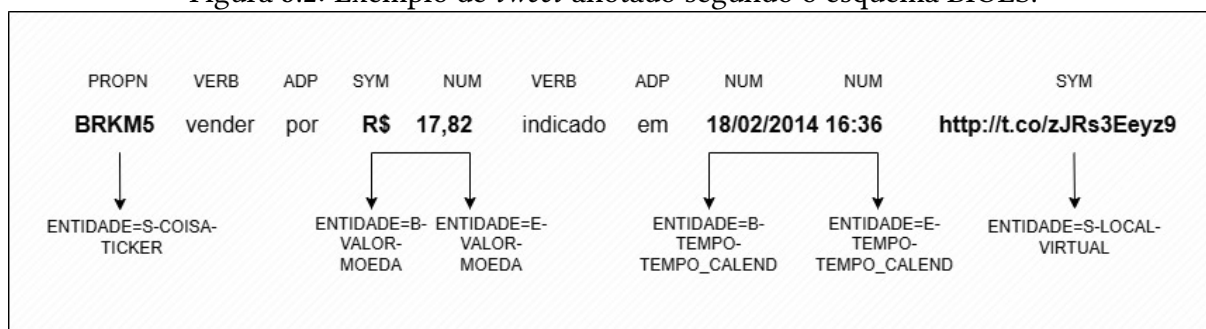 Figura 6.2: Exemplo de tweet anotado segundo o esquema BIOES.
PROPN VERB ADP SYM NUM VERB ADP NUM NUM SYM
BRKM5 vender por R$ 17,82 indicado em 18/02/2014 16:36 http://t.co/zJRs3Eeyz9
ENTIDADE=S-COISA-
TICKER
ENTIDADE=B-
VALOR-
MOEDA
ENTIDADE=E-
VALOR-
MOEDA
ENTIDADE=B-
TEMPO-
TEMPO_CALEND
ENTIDADE=E-
TEMPO-
TEMPO_CALEND
ENTIDADE=S-LOCAL-
VIRTUAL